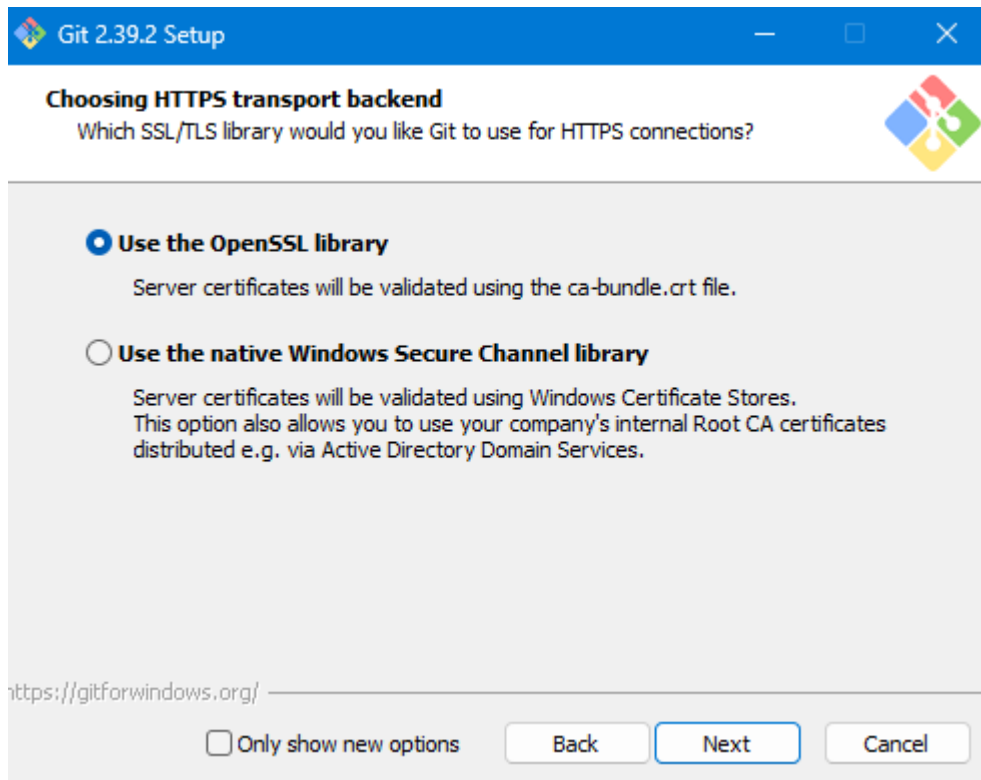 Git 2.39.2 Setup
Choosing HTTPS transport backend
Which SSL/TLS library would you like Git to use for HTTPS connections?
Use the OpenSSL library
Server certificates will be validated using the ca-bundle.crt file.
Use the native Windows Secure Channel library
Server certificates will be validated using Windows Certificate Stores.
This option also allows you to use your company's internal Root CA certificates
distributed e.g. via Active Directory Domain Services.
https://gitforwindows.org/
Only show new options
Back
Next
Cancel